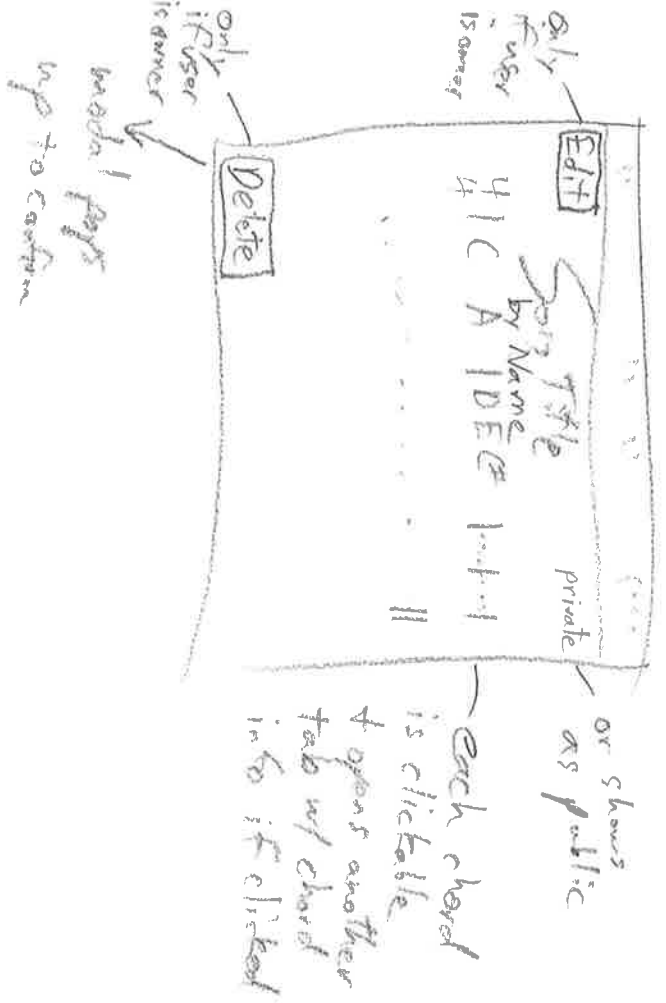 only
if user
is owner
Edit
Song Title
by Name
private
or shows
as public
4
4
| C A | D E G | | |
each chord
is clickable
& opens another
tab w/ chord
info if clicked
only
if user
is owner
Delete
modal pops
up to confirm